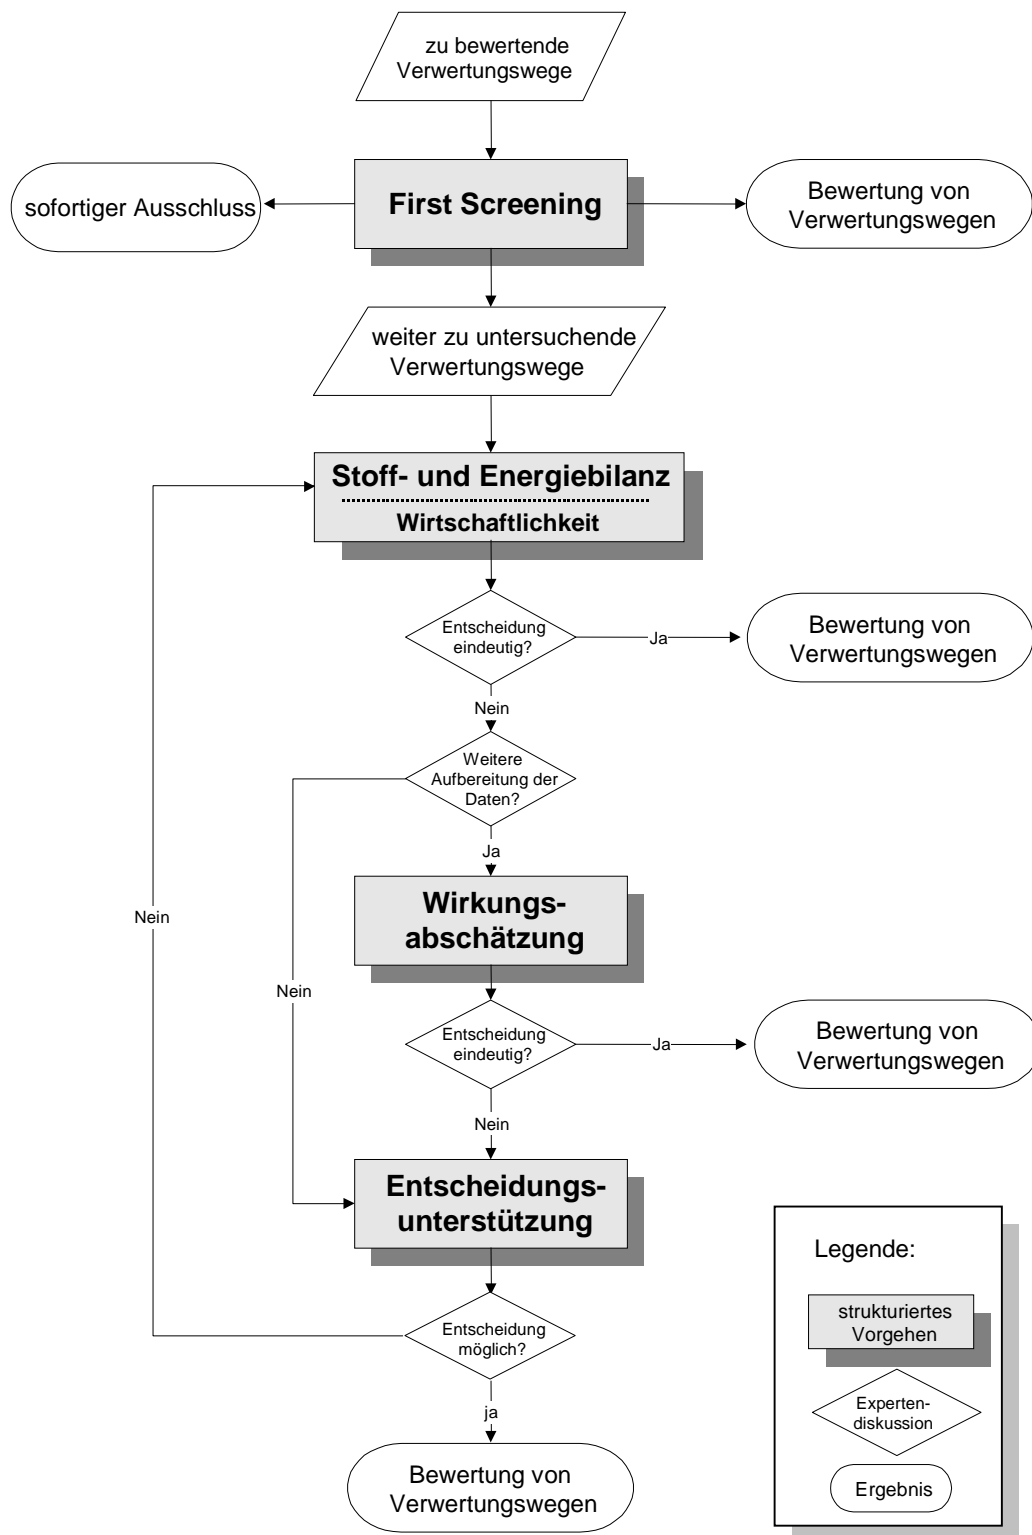 zu bewertende
Verwertungswege
sofortiger Ausschluss
First Screening
Bewertung von
Verwertungswegen
weiter zu untersuchende
Verwertungswege
Stoff- und Energiebilanz
Wirtschaftlichkeit
Entscheidung
eindeutig?
Ja
Bewertung von
Verwertungswegen
Nein
Weitere
Aufbereitung der
Daten?
Ja
Nein
Wirkungs-
abschätzung
Nein
Entscheidung
eindeutig?
Ja
Bewertung von
Verwertungswegen
Nein
Entscheidungs-
unterstützung
Entscheidung
möglich?
ja
Bewertung von
Verwertungswegen
Legende:
strukturiertes
Vorgehen
Experten-
diskussion
Ergebnis